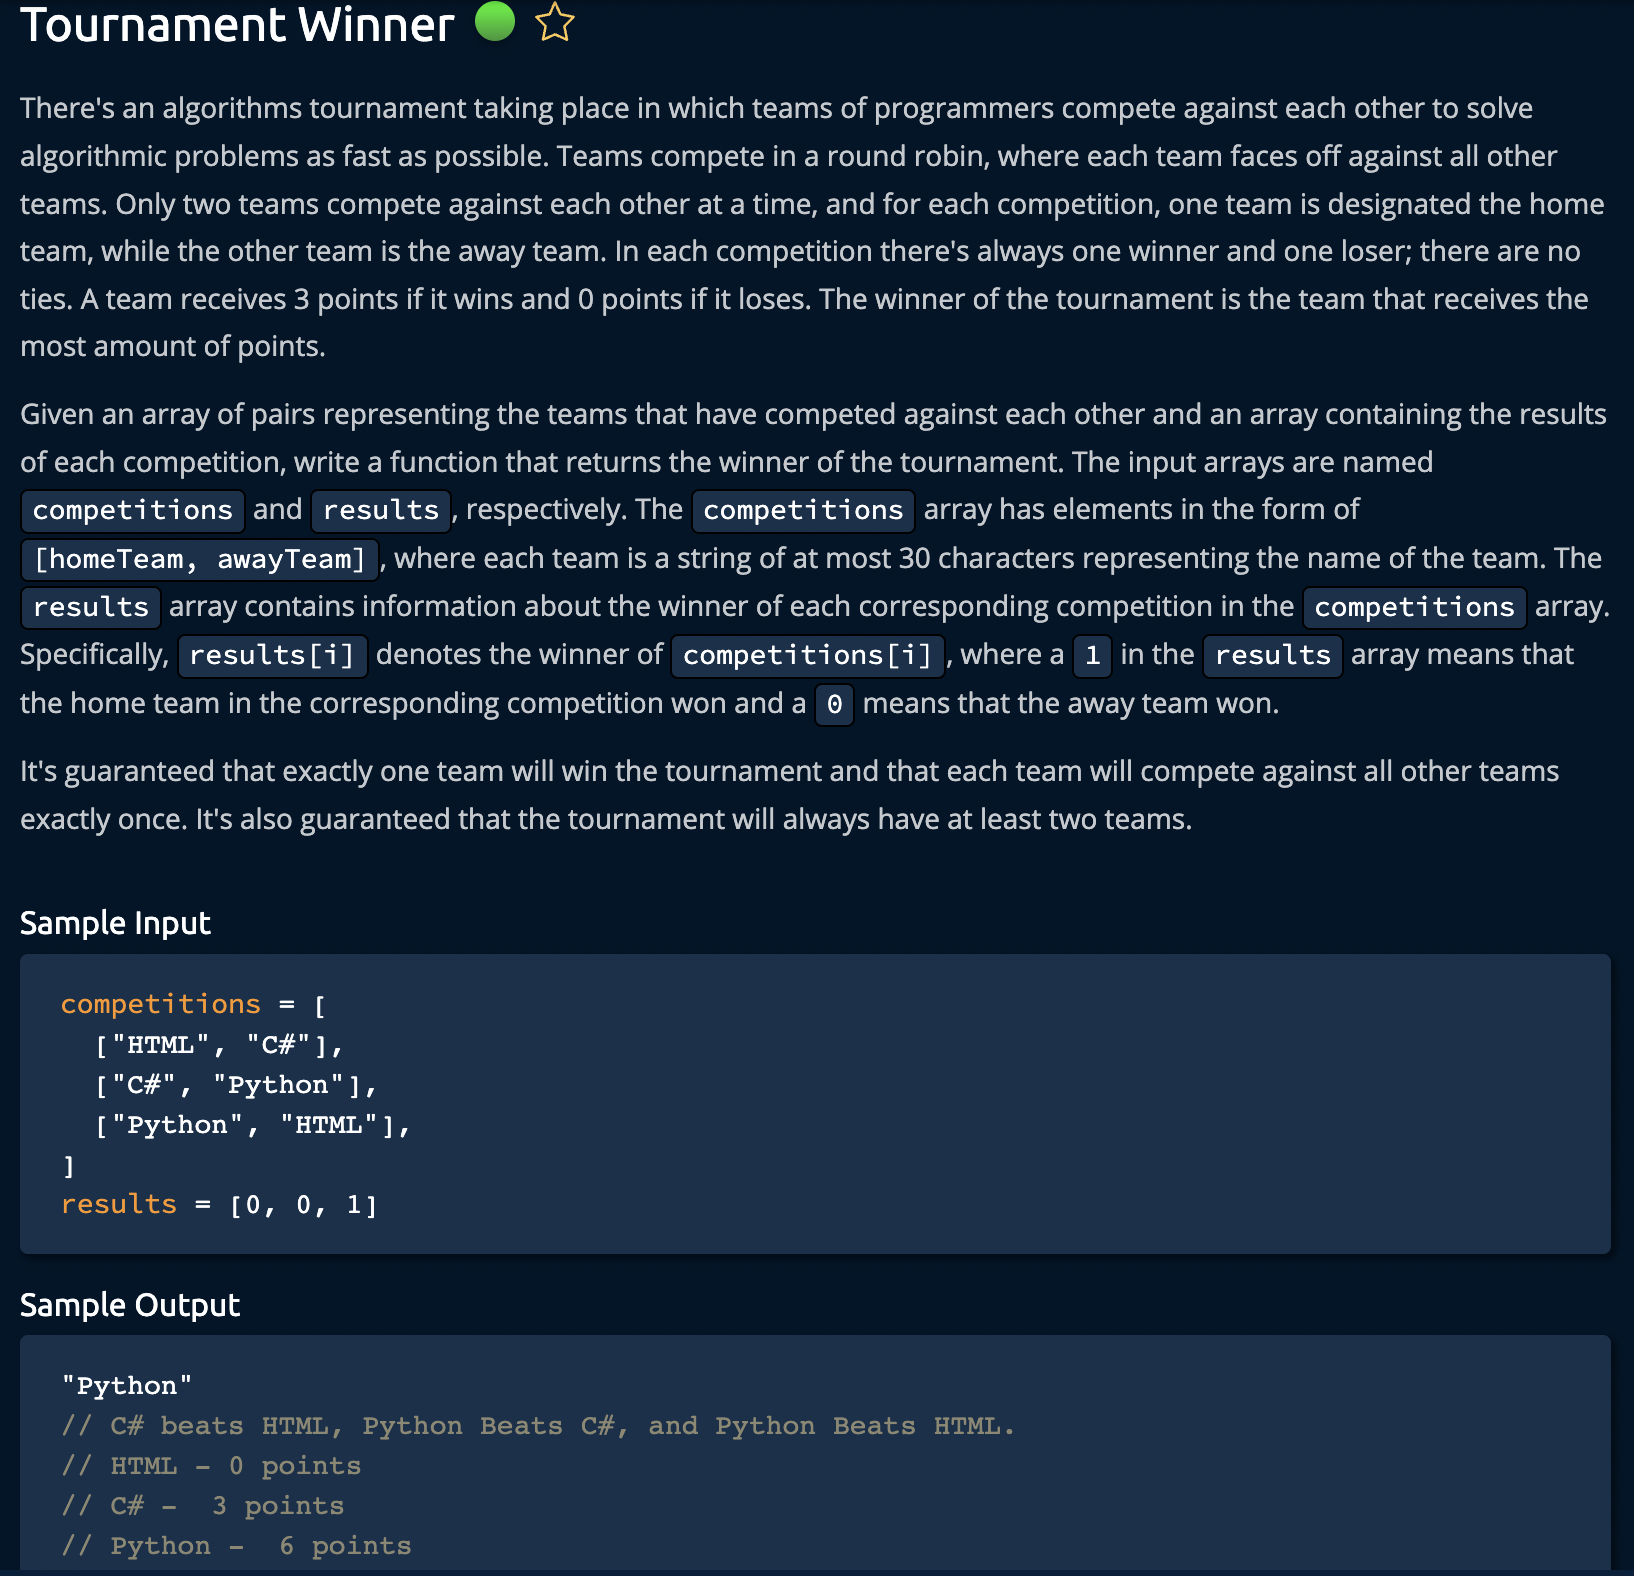 Tournament Winner
There's an algorithms tournament taking place in which teams of programmers compete against each other to solve
algorithmic problems as fast as possible. Teams compete in a round robin, where each team faces off against all other
teams. Only two teams compete against each other at a time, and for each competition, one team is designated the home
team, while the other team is the away team. In each competition there's always one winner and one loser; there are no
ties. A team receives 3 points if it wins and 0 points if it loses. The winner of the tournament is the team that receives the
most amount of points.
Given an array of pairs representing the teams that have competed against each other and an array containing the results
of each competition, write a function that returns the winner of the tournament. The input arrays are named
competitions and results, respectively. The competitions array has elements in the form of
[homeTeam, awayTeam], where each team is a string of at most 30 characters representing the name of the team. The
results array contains information about the winner of each corresponding competition in the competitions array.
Specifically, results[i] denotes the winner of competitions[i], where a 1 in the results array means that
the home team in the corresponding competition won and a 0 means that the away team won.
It's guaranteed that exactly one team will win the tournament and that each team will compete against all other teams
exactly once. It's also guaranteed that the tournament will always have at least two teams.
Sample Input
competitions = [
  ["HTML", "C#"],
  ["C#", "Python"],
  ["Python", "HTML"],
]
results = [0, 0, 1]
Sample Output
"Python"
// C# beats HTML, Python Beats C#, and Python Beats HTML.
// HTML - 0 points
// C# -  3 points
// Python -  6 points